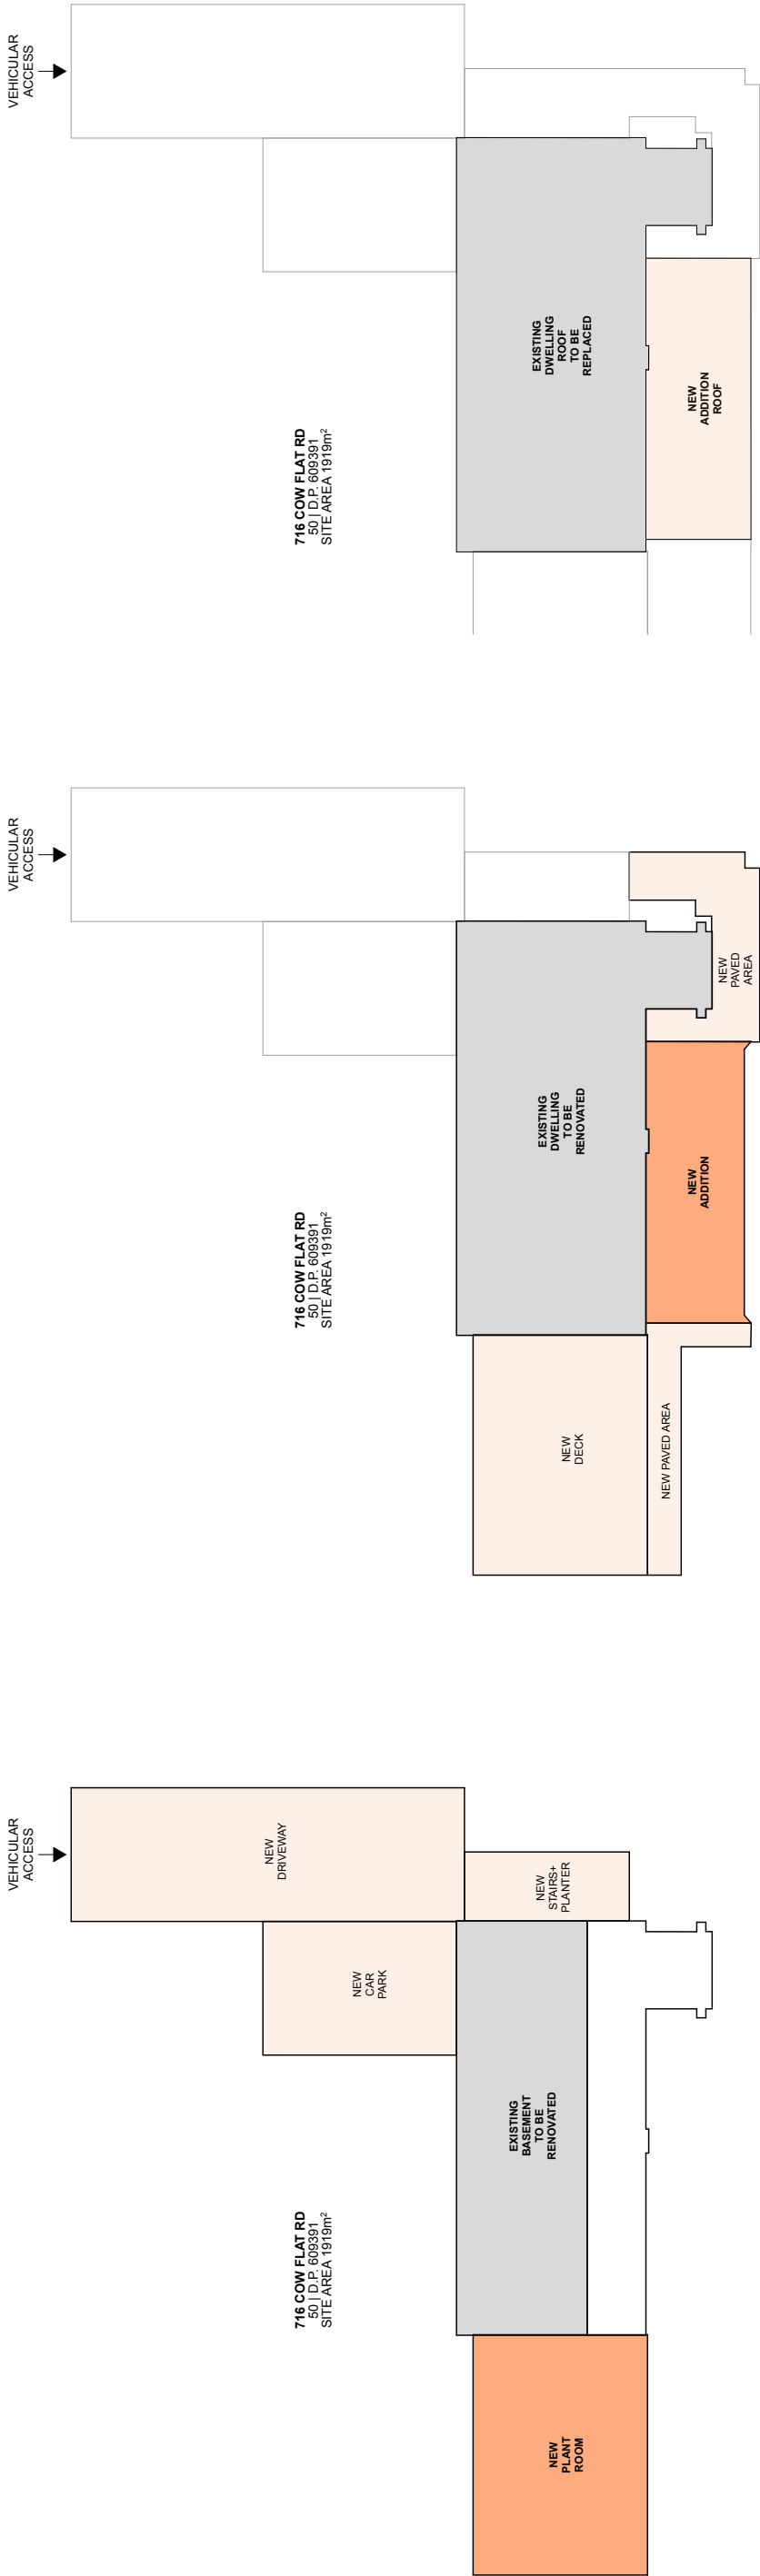 VEHICULAR
ACCESS
716 COW FLAT RD
50 | D.P. 609391
SITE AREA 1919m²
EXISTING
DWELLING
ROOF
TO BE
REPLACED
NEW
ADDITION
ROOF
VEHICULAR
ACCESS
716 COW FLAT RD
50 | D.P. 609391
SITE AREA 1919m²
EXISTING
DWELLING
TO BE
RENOVATED
NEW
PAVED
AREA
NEW
ADDITION
NEW
DECK
NEW PAVED AREA
VEHICULAR
ACCESS
NEW
DRIVEWAY
NEW
CAR
PARK
NEW
STAIRS+
PLANTER
716 COW FLAT RD
50 | D.P. 609391
SITE AREA 1919m²
EXISTING
BASEMENT
TO BE
RENOVATED
NEW
PLANT
ROOM